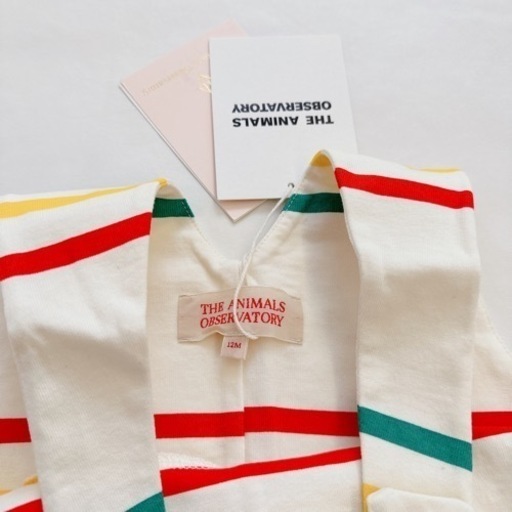 THE ANIMALS
OBSERVATORY
THE ANIMALS
OBSERVATORY
12M